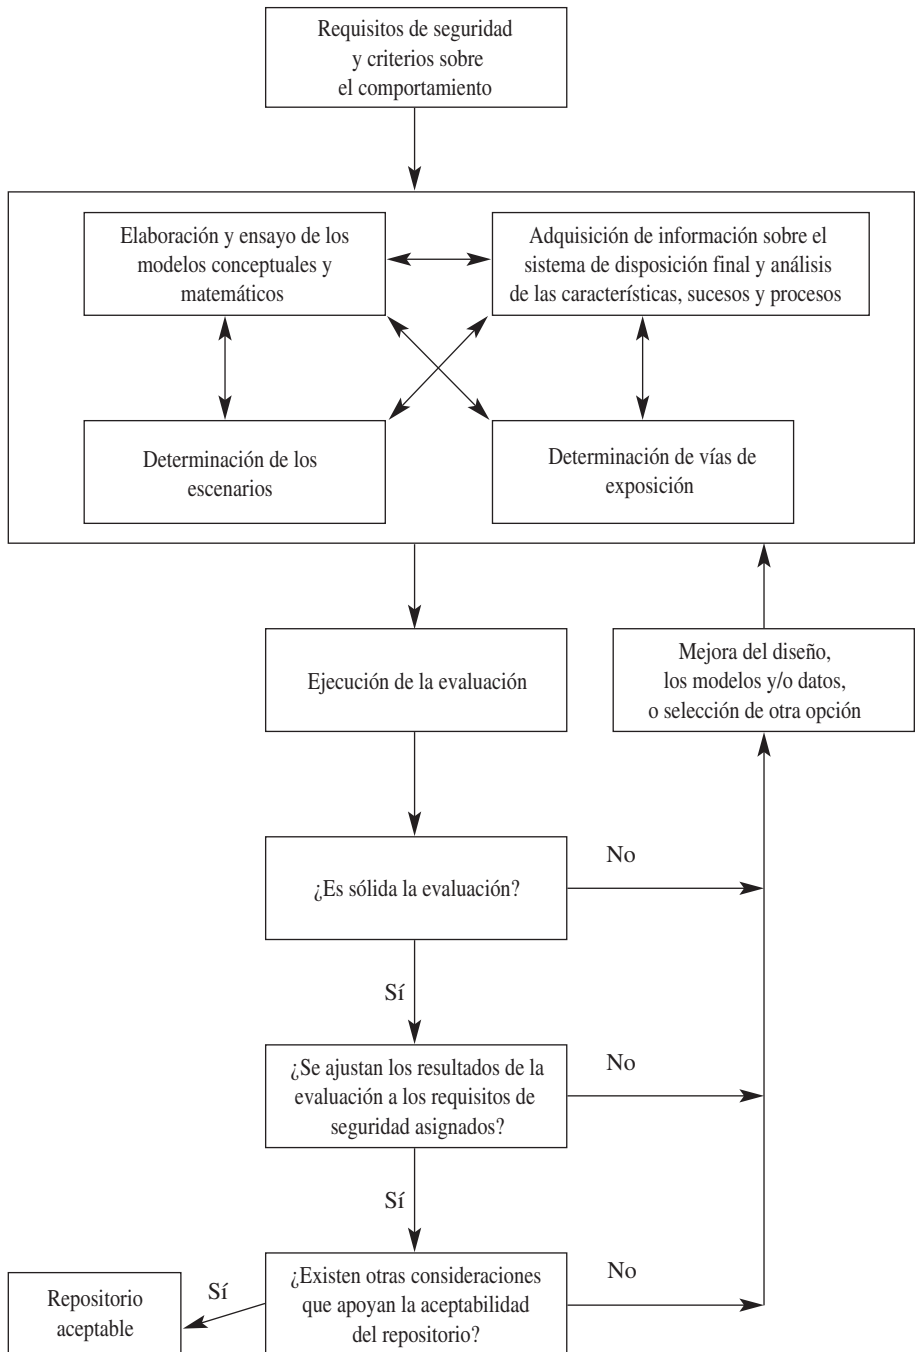 Requisitos de seguridad
y criterios sobre
el comportamiento
Elaboración y ensayo de los
modelos conceptuales y
matemáticos
Adquisición de información sobre el
sistema de disposición final y análisis
de las características, sucesos y procesos
Determinación de los
escenarios
Determinación de vías de
exposición
Ejecución de la evaluación
Mejora del diseño,
los modelos y/o datos,
o selección de otra opción
¿Es sólida la evaluación?
No
Sí
¿Se ajustan los resultados de la
evaluación a los requisitos de
seguridad asignados?
No
Sí
¿Existen otras consideraciones
que apoyan la aceptabilidad
del repositorio?
No
Sí
Repositorio
aceptable